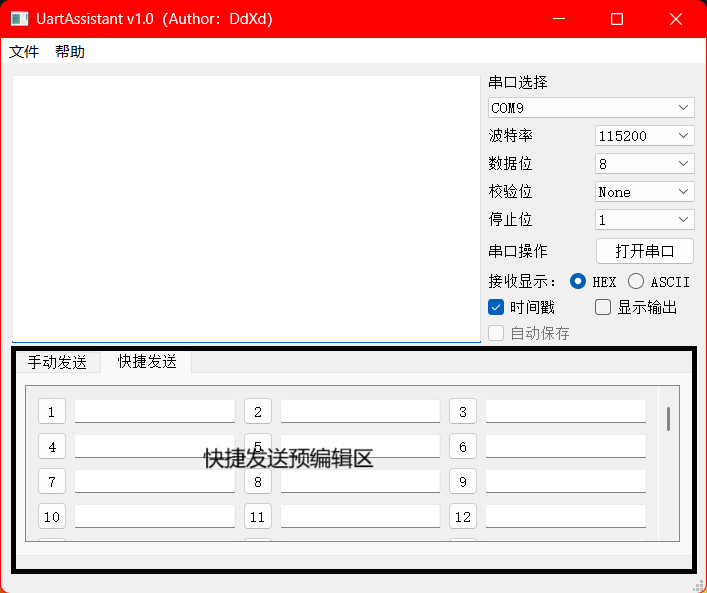 UartAssistant v1.0（Author：DdXd）
文件 帮助
串口选择
COM9
波特率 115200
数据位 8
校验位 None
停止位 1
串口操作 打开串口
接收显示： HEX ASCII
时间戳 显示输出
自动保存
手动发送 快捷发送
1 2 3
4 5 6
快捷发送预编辑区
7 8 9
10 11 12